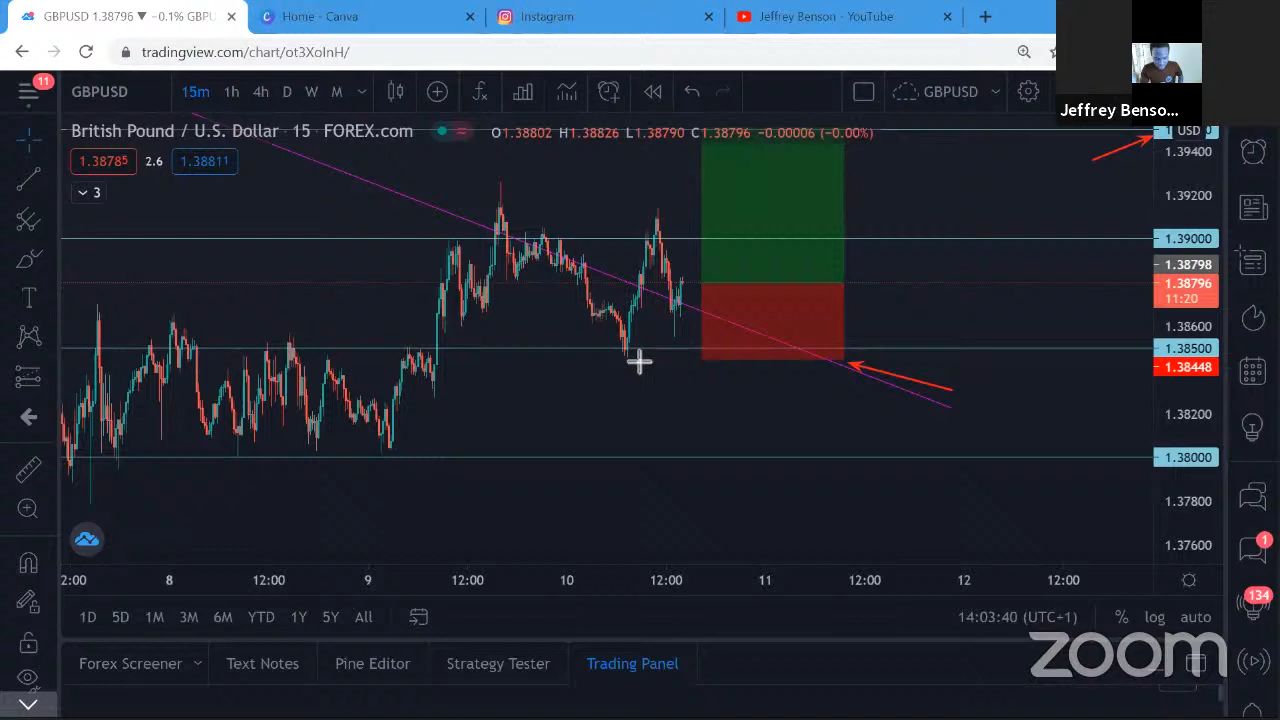 GBPUSD 1.38796 ▼ −0.1% GBPU
Home - Canva
Instagram
Jeffrey Benson - YouTube
tradingview.com/chart/ot3XoInH/
Jeffrey Benso...
11
GBPUSD
15m
1h
4h
D
W
M
GBPUSD
British Pound / U.S. Dollar · 15 · FOREX.com
O1.38802 H1.38826 L1.38790 C1.38796 −0.00006 (−0.00%)
USD
1.38785
2.6
1.38811
3
1.39400
1.39200
1.39000
1.38798
1.38796
11:20
1.38600
1.38500
1.38448
1.38200
1.38000
1.37800
1.37600
2:00
8
12:00
9
12:00
10
12:00
11
12:00
12
12:00
1D
5D
1M
3M
6M
YTD
1Y
5Y
All
14:03:40 (UTC+1)
%
log
auto
1
134
Forex Screener
Text Notes
Pine Editor
Strategy Tester
Trading Panel
zoom